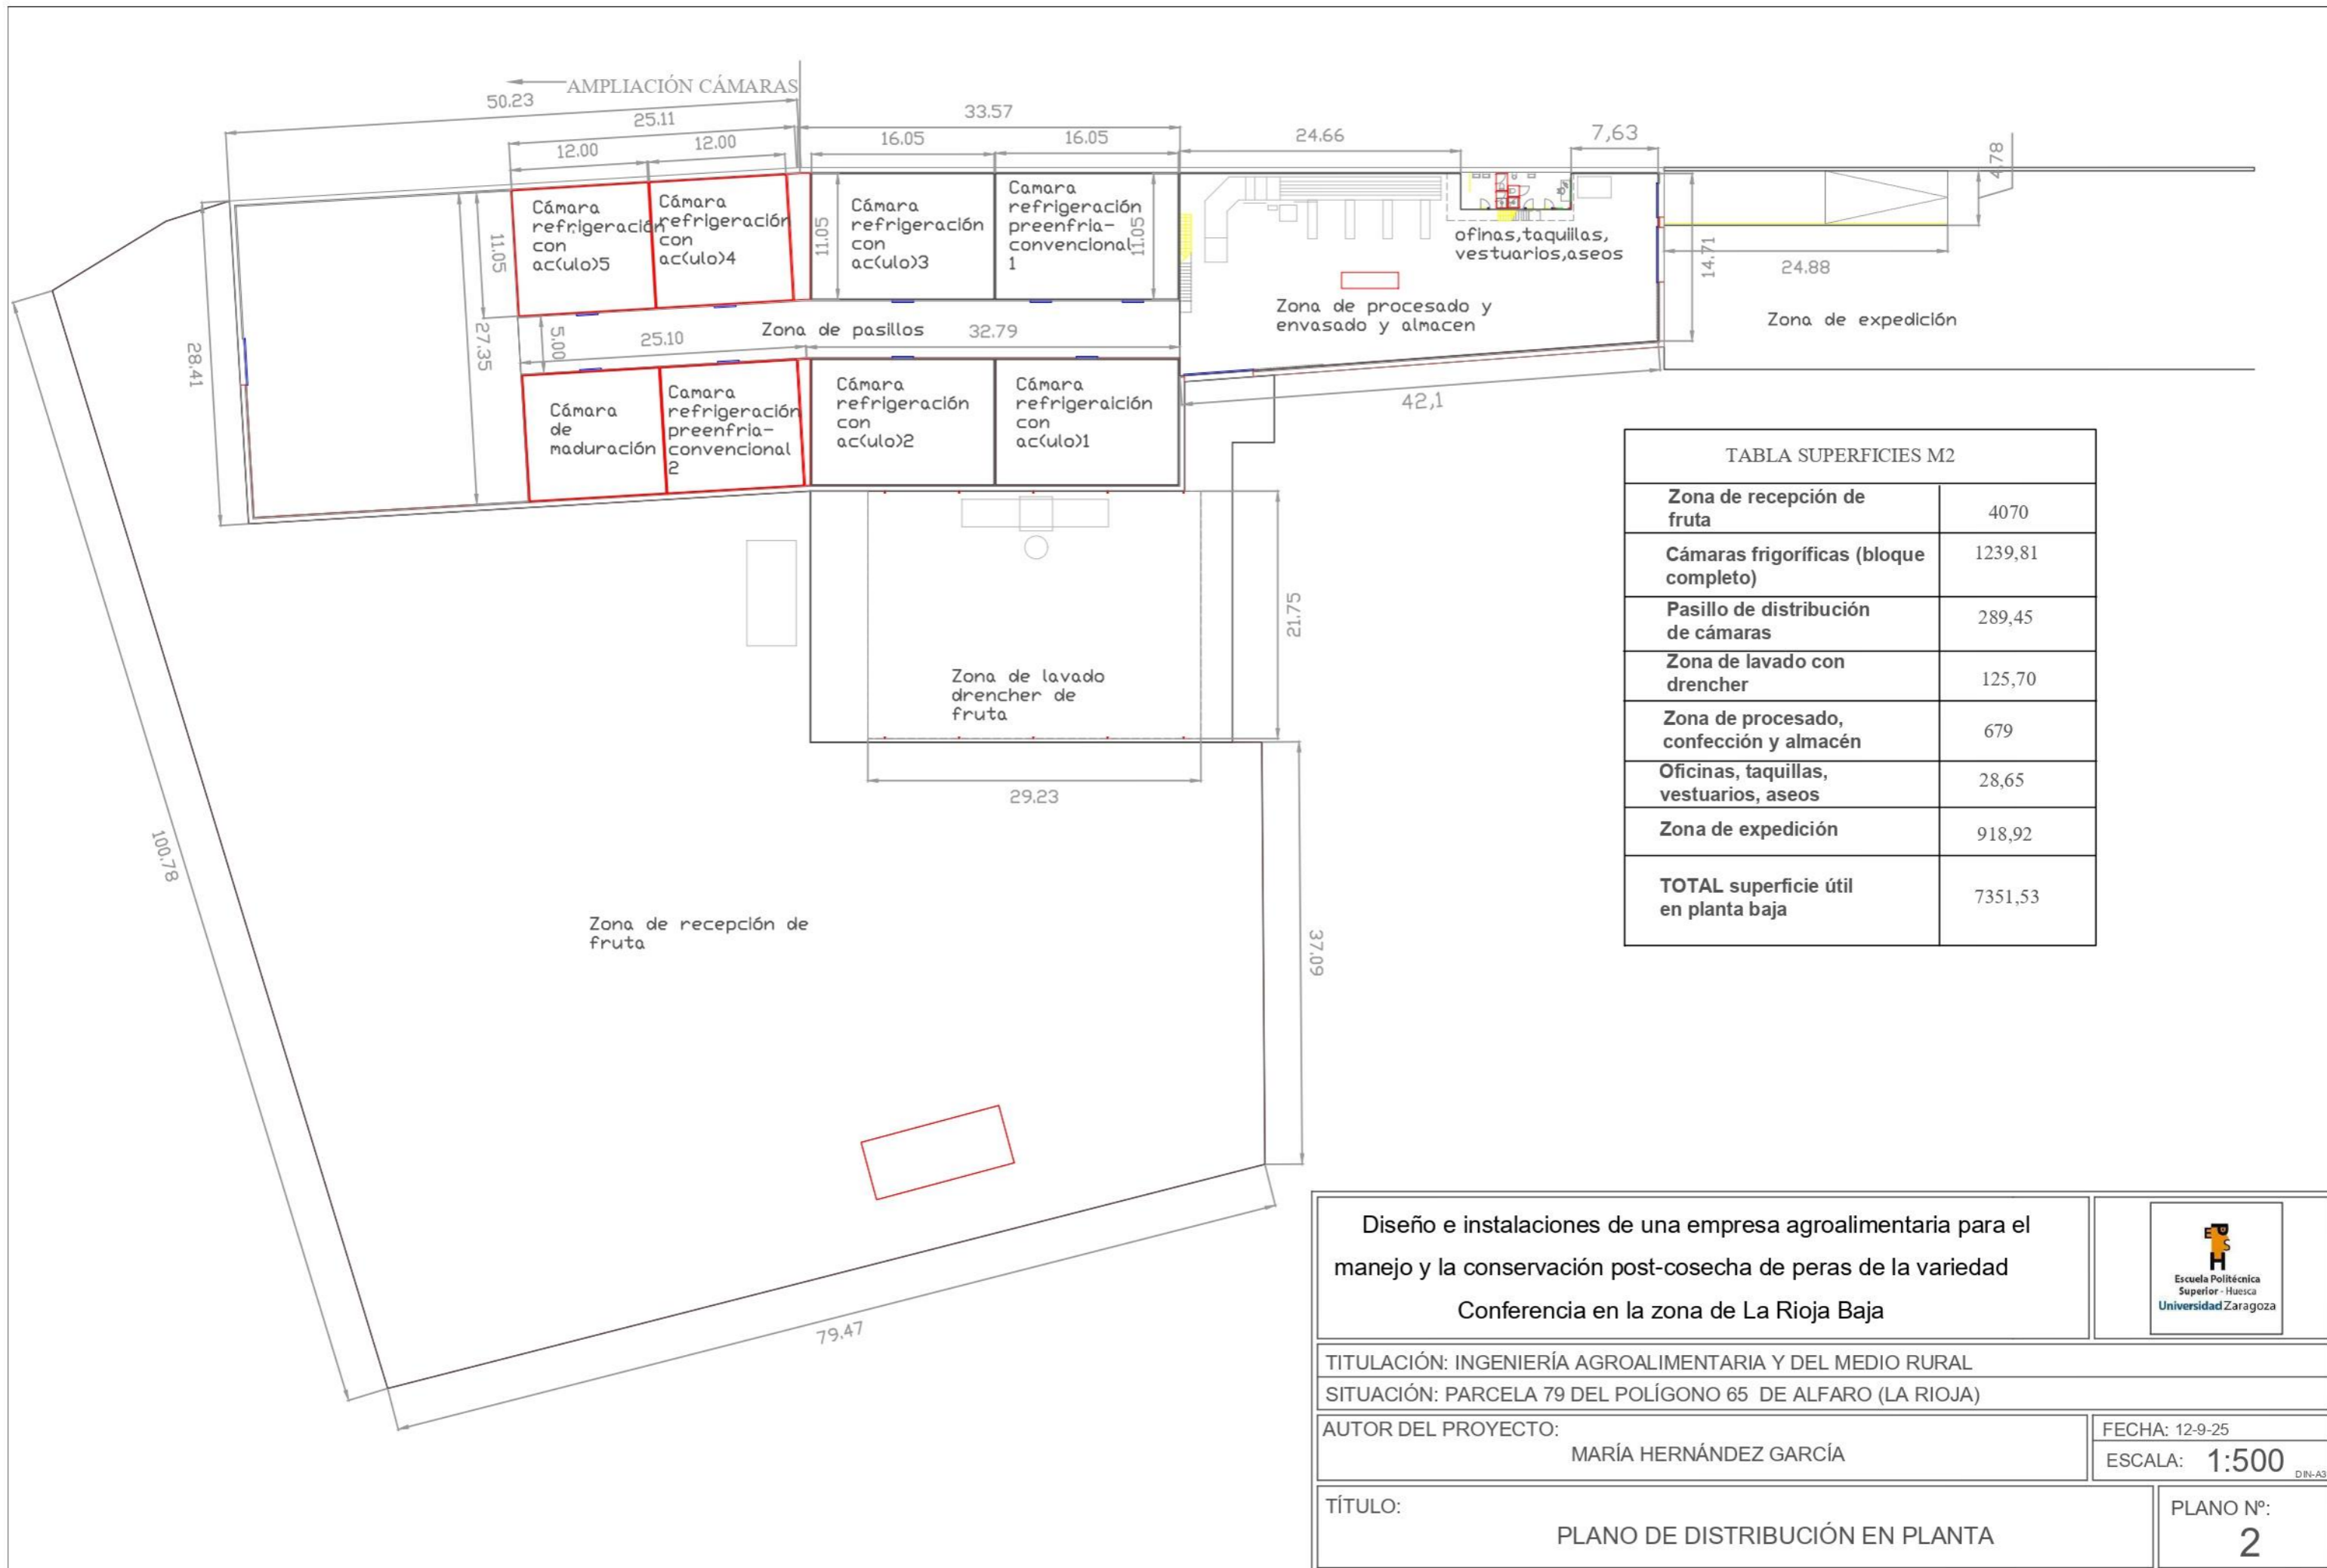 AMPLIACIÓN CÁMARAS
50.23
25.11
12.00
12.00
33.57
16.05
16.05
24.66
7,63
4,78
Cámara
refrigeración
con
ac(ulo)5
Cámara
refrigeración
con
ac(ulo)4
Cámara
refrigeración
con
ac(ulo)3
Camara
refrigeración
preenfria-
convencional
1
11.05
11.05
11.05
ofinas,taquillas,
vestuarios,aseos
14,71
24.88
Zona de procesado y
envasado y almacen
Zona de expedición
28.41
27.35
5.00
25.10
Zona de pasillos
32.79
42,1
Cámara
de
maduración
Camara
refrigeración
preenfria-
convencional
2
Cámara
refrigeración
con
ac(ulo)2
Cámara
refrigeraición
con
ac(ulo)1
21.75
Zona de lavado
drencher de
fruta
29.23
100.78
Zona de recepción de
fruta
37.09
79.47
TABLA SUPERFICIES M2
Zona de recepción de
fruta
4070
Cámaras frigoríficas (bloque
completo)
1239,81
Pasillo de distribución
de cámaras
289,45
Zona de lavado con
drencher
125,70
Zona de procesado,
confección y almacén
679
Oficinas, taquillas,
vestuarios, aseos
28,65
Zona de expedición
918,92
TOTAL superficie útil
en planta baja
7351,53
Diseño e instalaciones de una empresa agroalimentaria para el
manejo y la conservación post-cosecha de peras de la variedad
Conferencia en la zona de La Rioja Baja
EPSH
Escuela Politécnica
Superior - Huesca
Universidad Zaragoza
TITULACIÓN: INGENIERÍA AGROALIMENTARIA Y DEL MEDIO RURAL
SITUACIÓN: PARCELA 79 DEL POLÍGONO 65 DE ALFARO (LA RIOJA)
AUTOR DEL PROYECTO:
MARÍA HERNÁNDEZ GARCÍA
FECHA: 12-9-25
ESCALA: 1:500 DIN-A3
TÍTULO:
PLANO DE DISTRIBUCIÓN EN PLANTA
PLANO Nº:
2